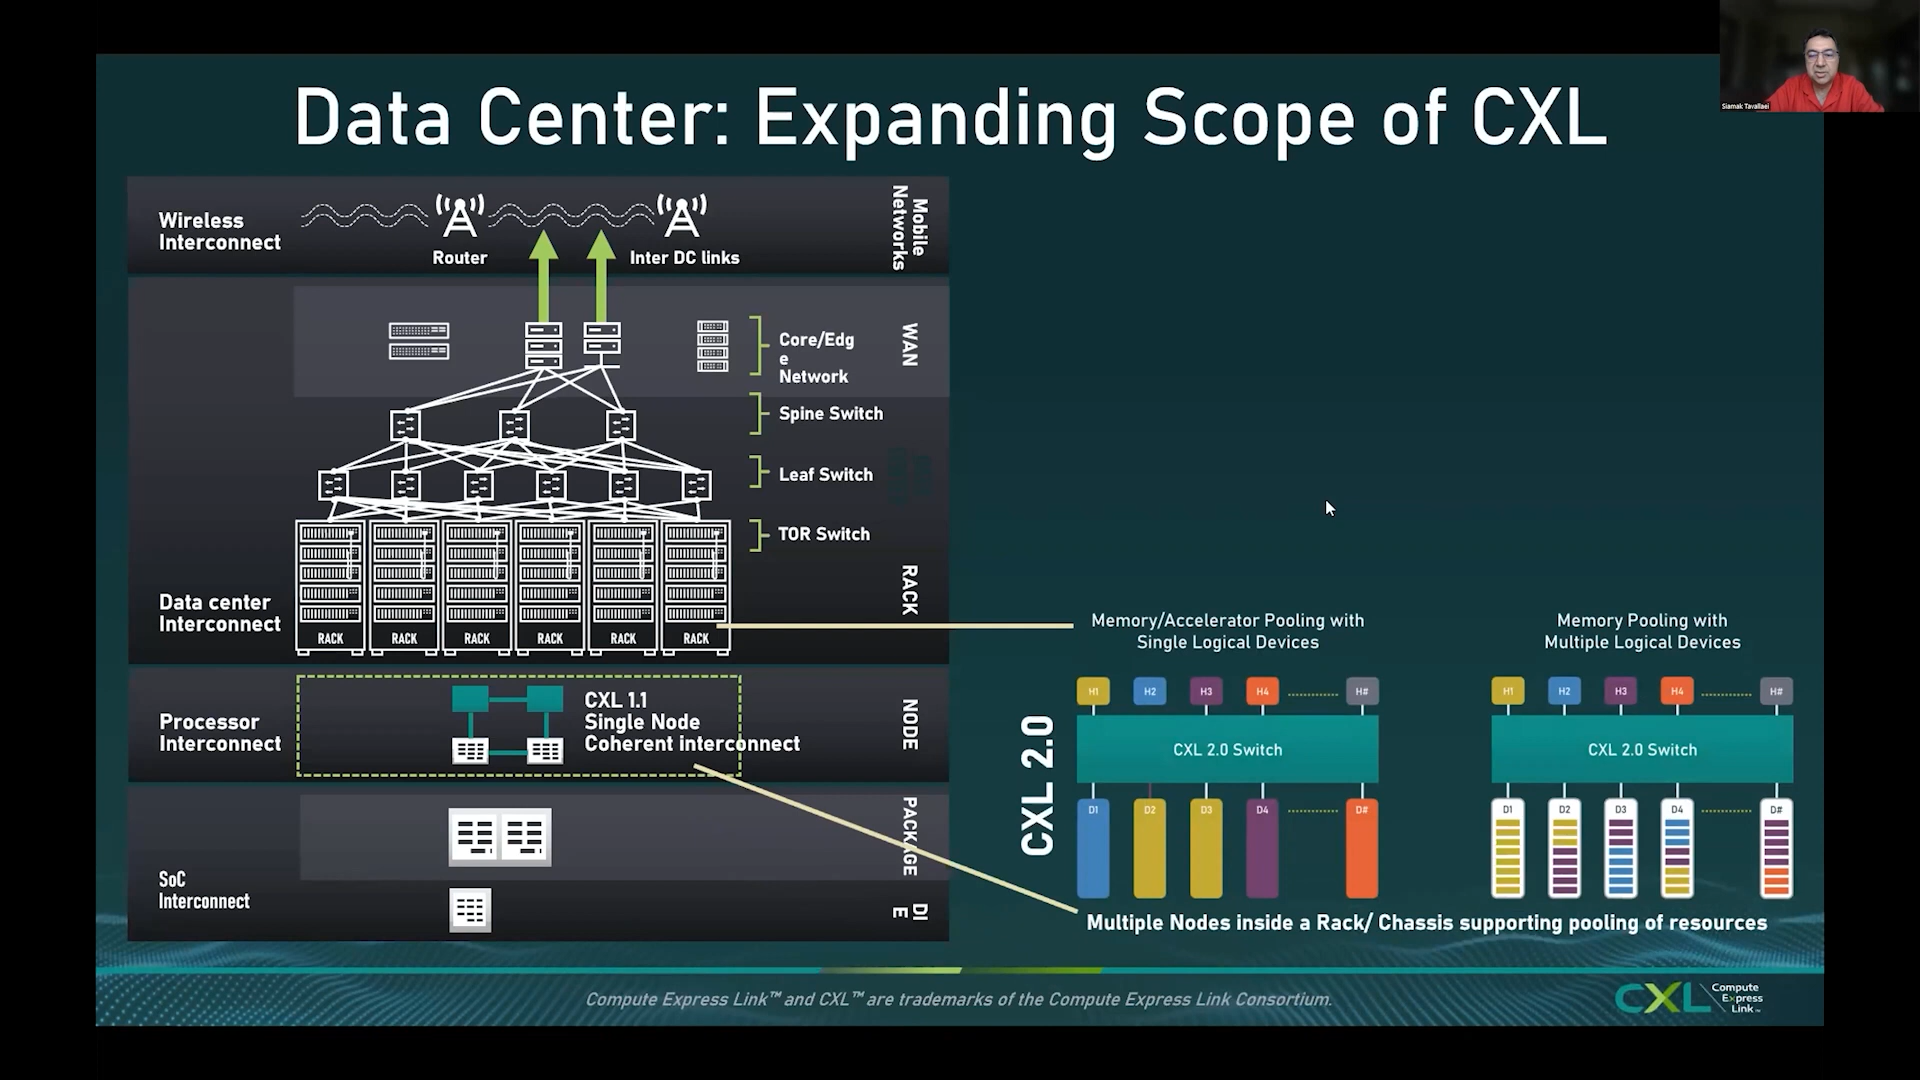 Siamak Tavallaei
Data Center: Expanding Scope of CXL
Wireless
Interconnect
Router
Inter DC links
Mobile
Networks
Core/Edg
e
Network
WAN
Spine Switch
Leaf Switch
TOR Switch
Data center
Interconnect
RACK
RACK
RACK
RACK
RACK
RACK
RACK
Processor
Interconnect
CXL 1.1
Single Node
Coherent interconnect
NODE
SoC
Interconnect
PACKAGE
DI
E
CXL 2.0
Memory/Accelerator Pooling with
Single Logical Devices
H1 H2 H3 H4 H#
CXL 2.0 Switch
D1 D2 D3 D4 D#
Memory Pooling with
Multiple Logical Devices
H1 H2 H3 H4 H#
CXL 2.0 Switch
D1 D2 D3 D4 D#
Multiple Nodes inside a Rack/ Chassis supporting pooling of resources
Compute Express Link™ and CXL™ are trademarks of the Compute Express Link Consortium.
CXL
Compute
Express
Link™